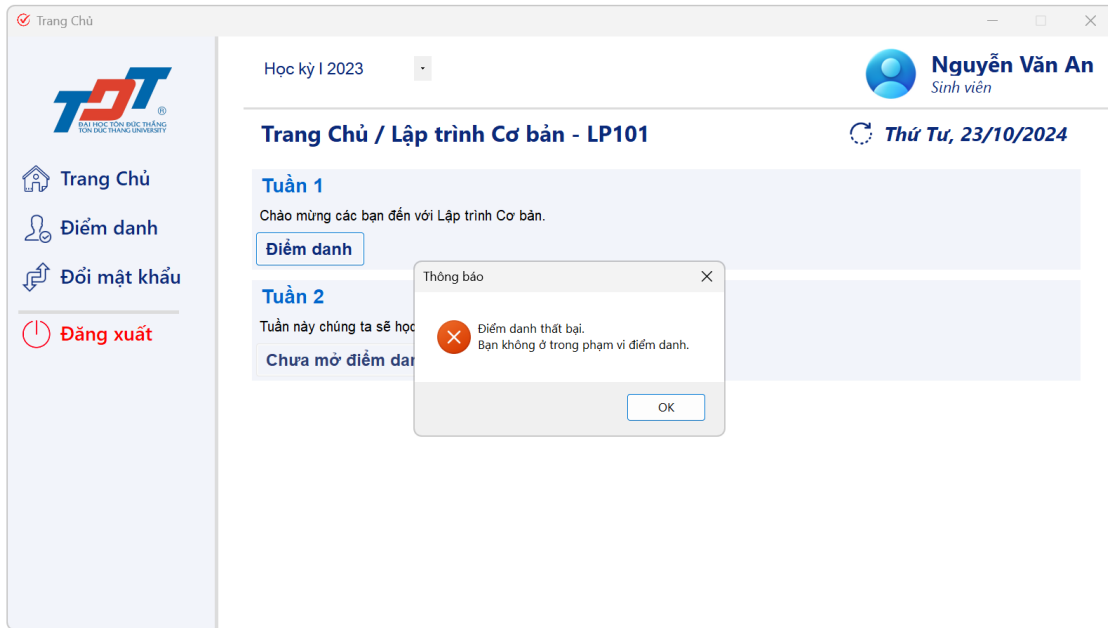 Trang Chủ
TDT
®
ĐẠI HỌC TÔN ĐỨC THẮNG
TON DUC THANG UNIVERSITY
Trang Chủ
Điểm danh
Đổi mật khẩu
Đăng xuất
Học kỳ I 2023
Nguyễn Văn An
Sinh viên
Trang Chủ / Lập trình Cơ bản - LP101
Thứ Tư, 23/10/2024
Tuần 1
Chào mừng các bạn đến với Lập trình Cơ bản.
Điểm danh
Tuần 2
Tuần này chúng ta sẽ học
Chưa mở điểm dan
Thông báo
Điểm danh thất bại.
Bạn không ở trong phạm vi điểm danh.
OK